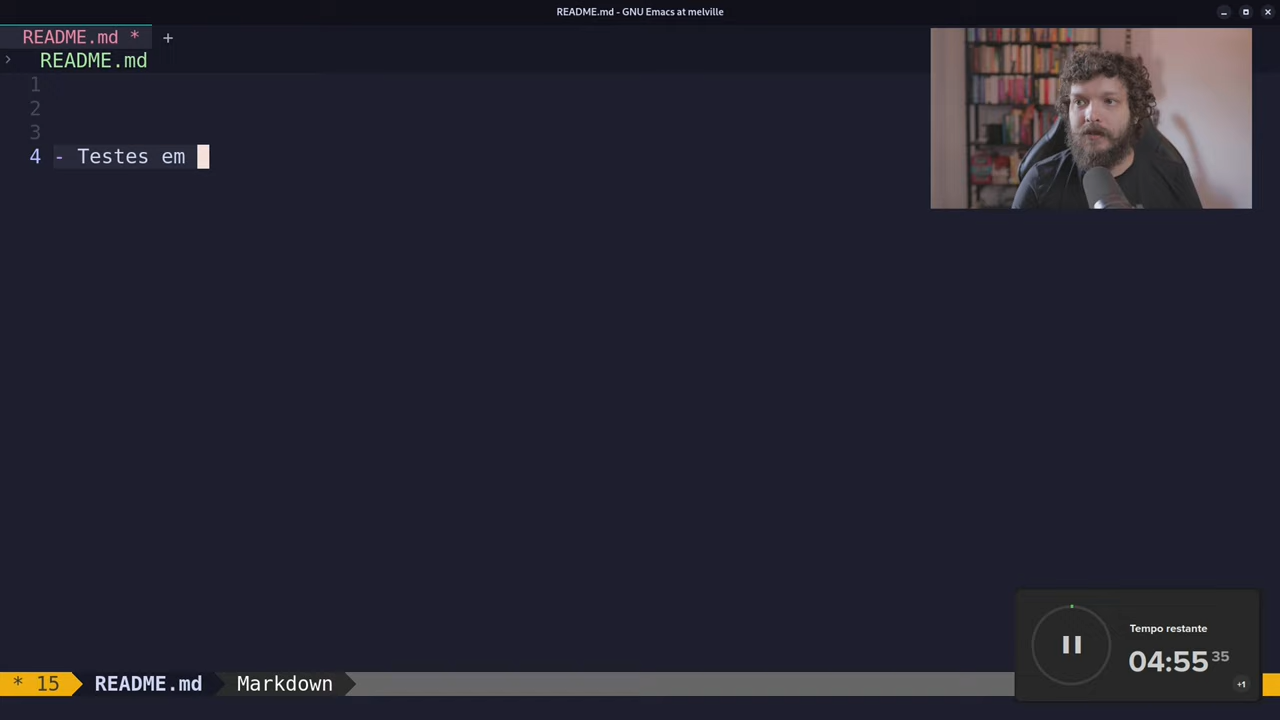 README.md - GNU Emacs at melville
README.md * +
README.md
1
2
3
4 - Testes em
Tempo restante
04:55 35
+1
* 15 README.md Markdown